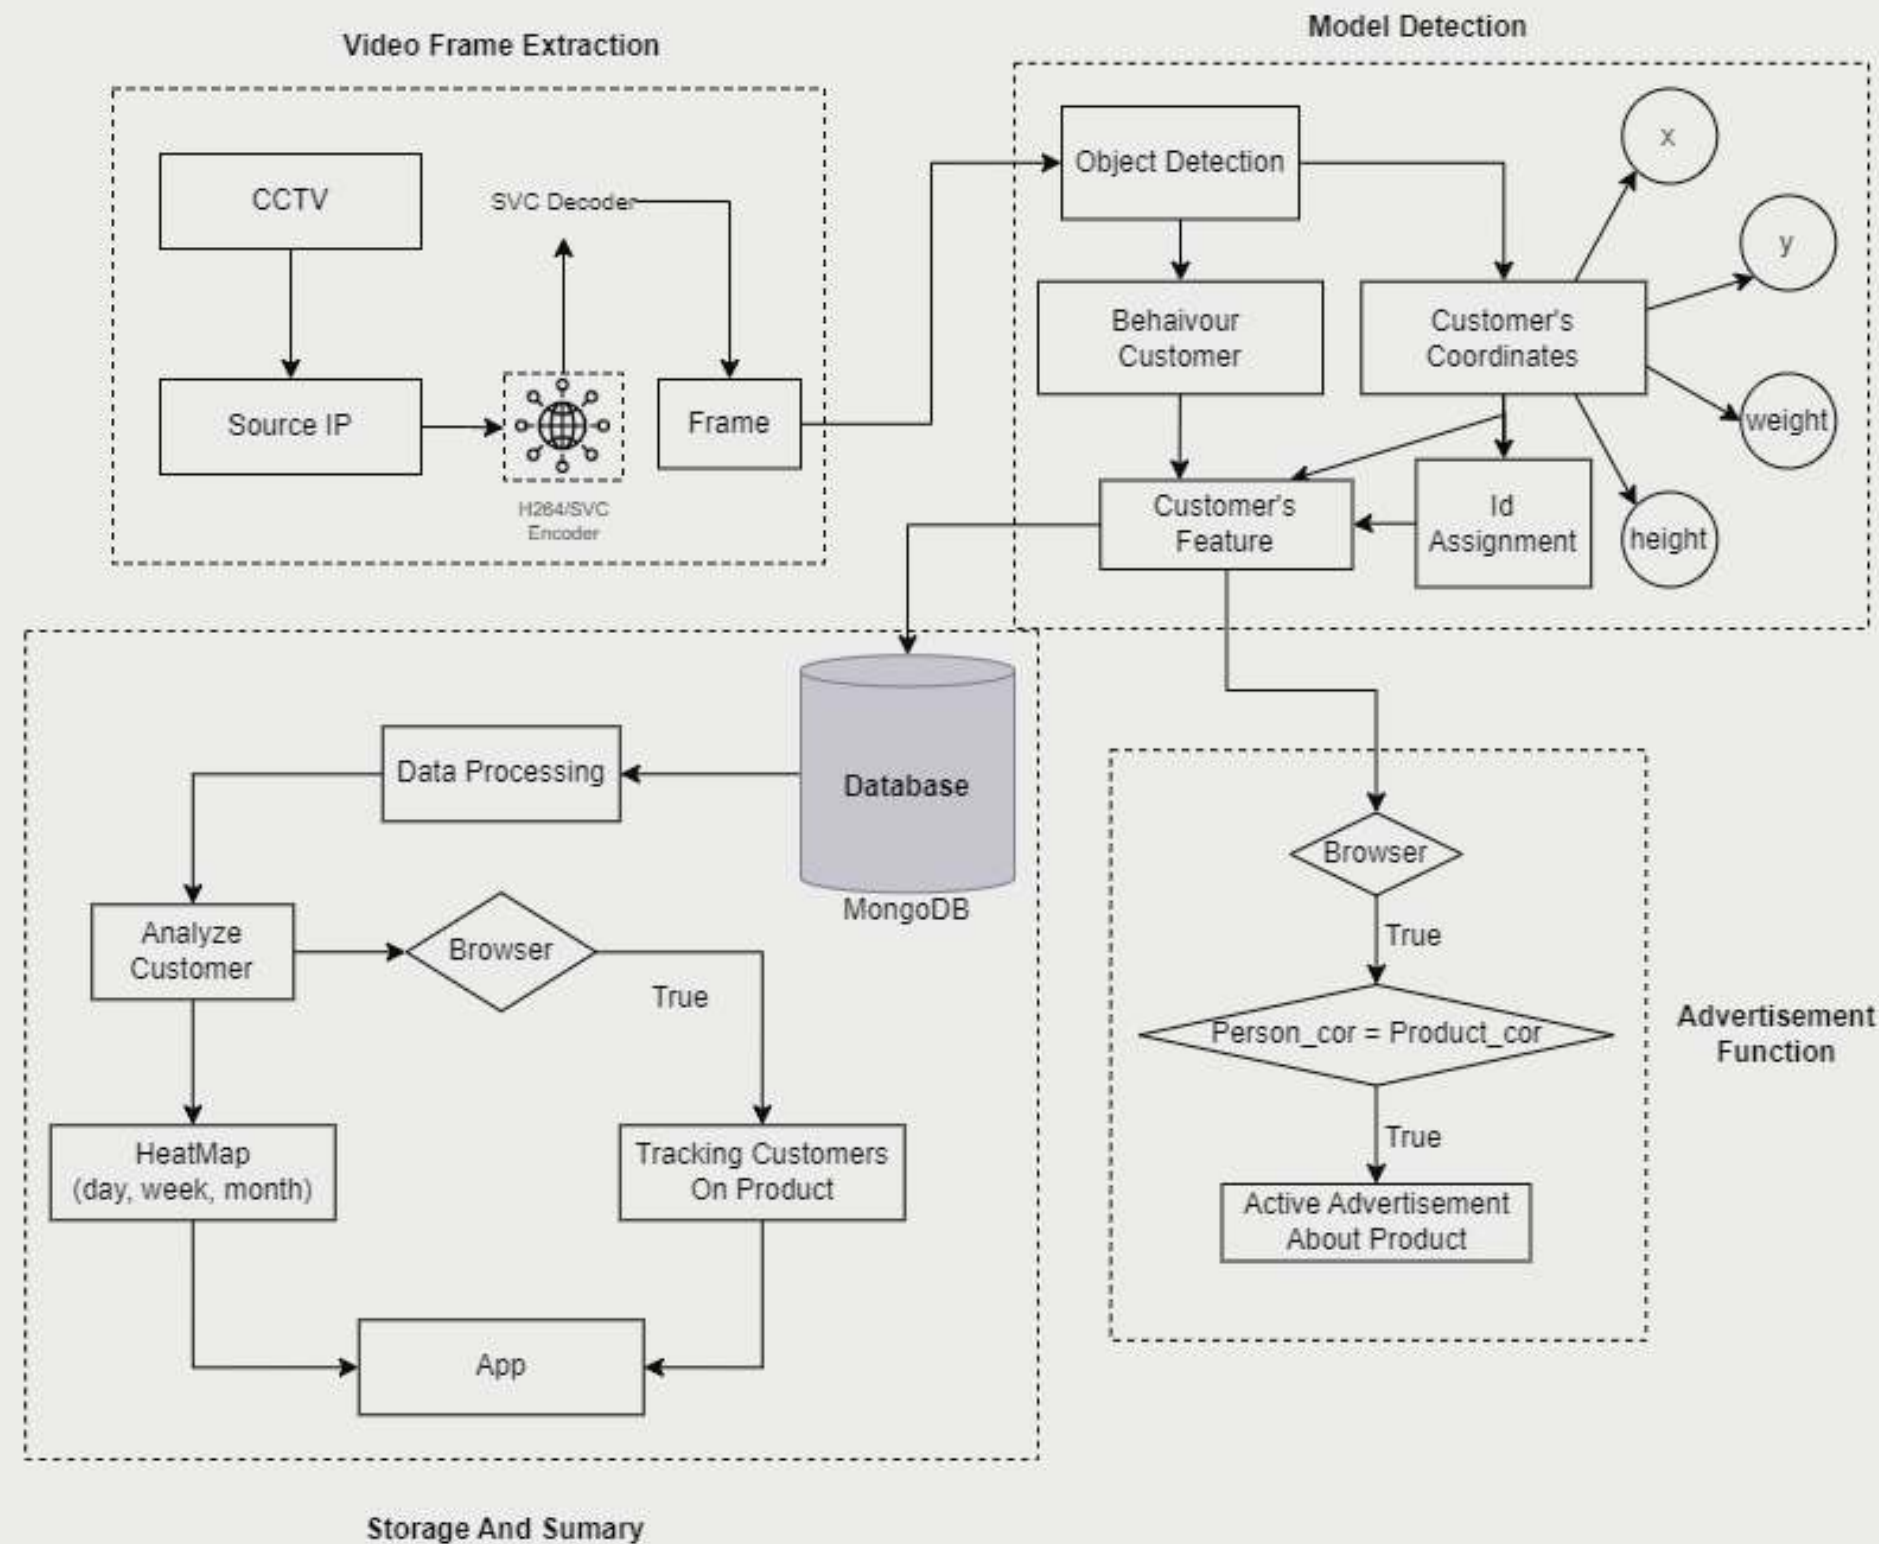 Video Frame Extraction
CCTV
SVC Decoder
Source IP
H264/SVC
Encoder
Frame
Model Detection
Object Detection
x
y
Behaivour
Customer
Customer's
Coordinates
weight
Customer's
Feature
Id
Assignment
height
Data Processing
Database
MongoDB
Analyze
Customer
Browser
True
HeatMap
(day, week, month)
Tracking Customers
On Product
App
Storage And Sumary
Browser
True
Person_cor = Product_cor
True
Active Advertisement
About Product
Advertisement
Function